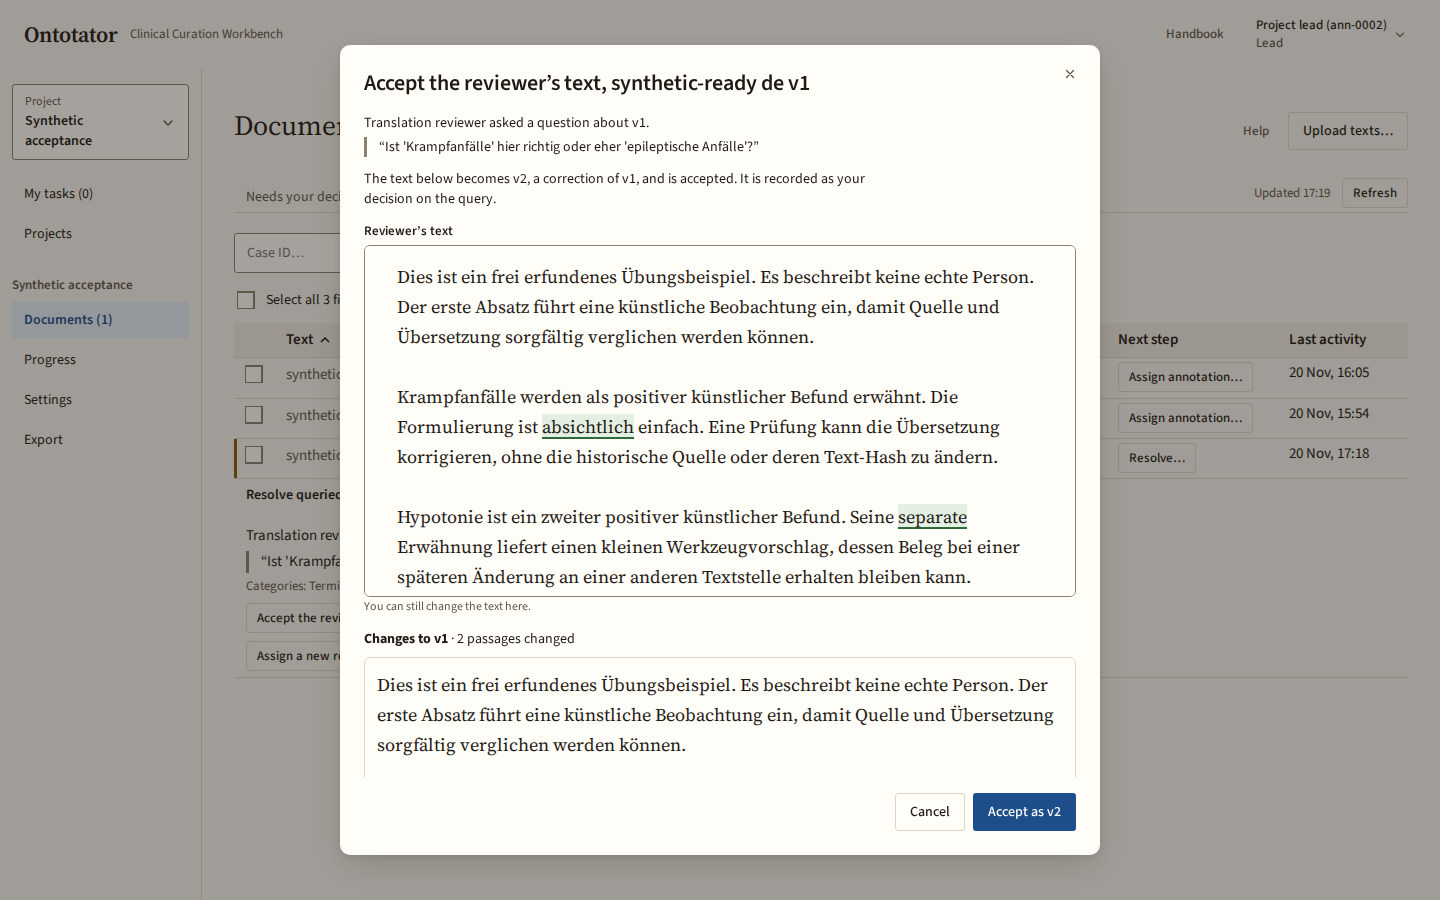 Ontotator
Clinical Curation Workbench
Handbook
Project lead (ann-0002)
Lead
Project
Synthetic
acceptance
My tasks (0)
Projects
Synthetic acceptance
Documents (1)
Progress
Settings
Export
Help
Upload texts…
Needs your
Updated 17:19
Refresh
Case ID…
Select all 3
Text
Next step
Last activity
Assign annotation…
20 Nov, 16:05
Assign annotation…
20 Nov, 15:54
Resolve…
20 Nov, 17:18
Resolve queried
Translation
Categories:
Accept the
Assign a new
Accept the reviewer’s text, synthetic-ready de v1
Translation reviewer asked a question about v1.
“Ist 'Krampfanfälle' hier richtig oder eher 'epileptische Anfälle'?”
The text below becomes v2, a correction of v1, and is accepted. It is recorded as your
decision on the query.
Reviewer’s text
Dies ist ein frei erfundenes Übungsbeispiel. Es beschreibt keine echte Person.
Der erste Absatz führt eine künstliche Beobachtung ein, damit Quelle und
Übersetzung sorgfältig verglichen werden können.
Krampfanfälle werden als positiver künstlicher Befund erwähnt. Die
Formulierung ist absichtlich einfach. Eine Prüfung kann die Übersetzung
korrigieren, ohne die historische Quelle oder deren Text-Hash zu ändern.
Hypotonie ist ein zweiter positiver künstlicher Befund. Seine separate
Erwähnung liefert einen kleinen Werkzeugvorschlag, dessen Beleg bei einer
späteren Änderung an einer anderen Textstelle erhalten bleiben kann.
You can still change the text here.
Changes to v1 · 2 passages changed
Dies ist ein frei erfundenes Übungsbeispiel. Es beschreibt keine echte Person. Der
erste Absatz führt eine künstliche Beobachtung ein, damit Quelle und Übersetzung
sorgfältig verglichen werden können.
Cancel
Accept as v2